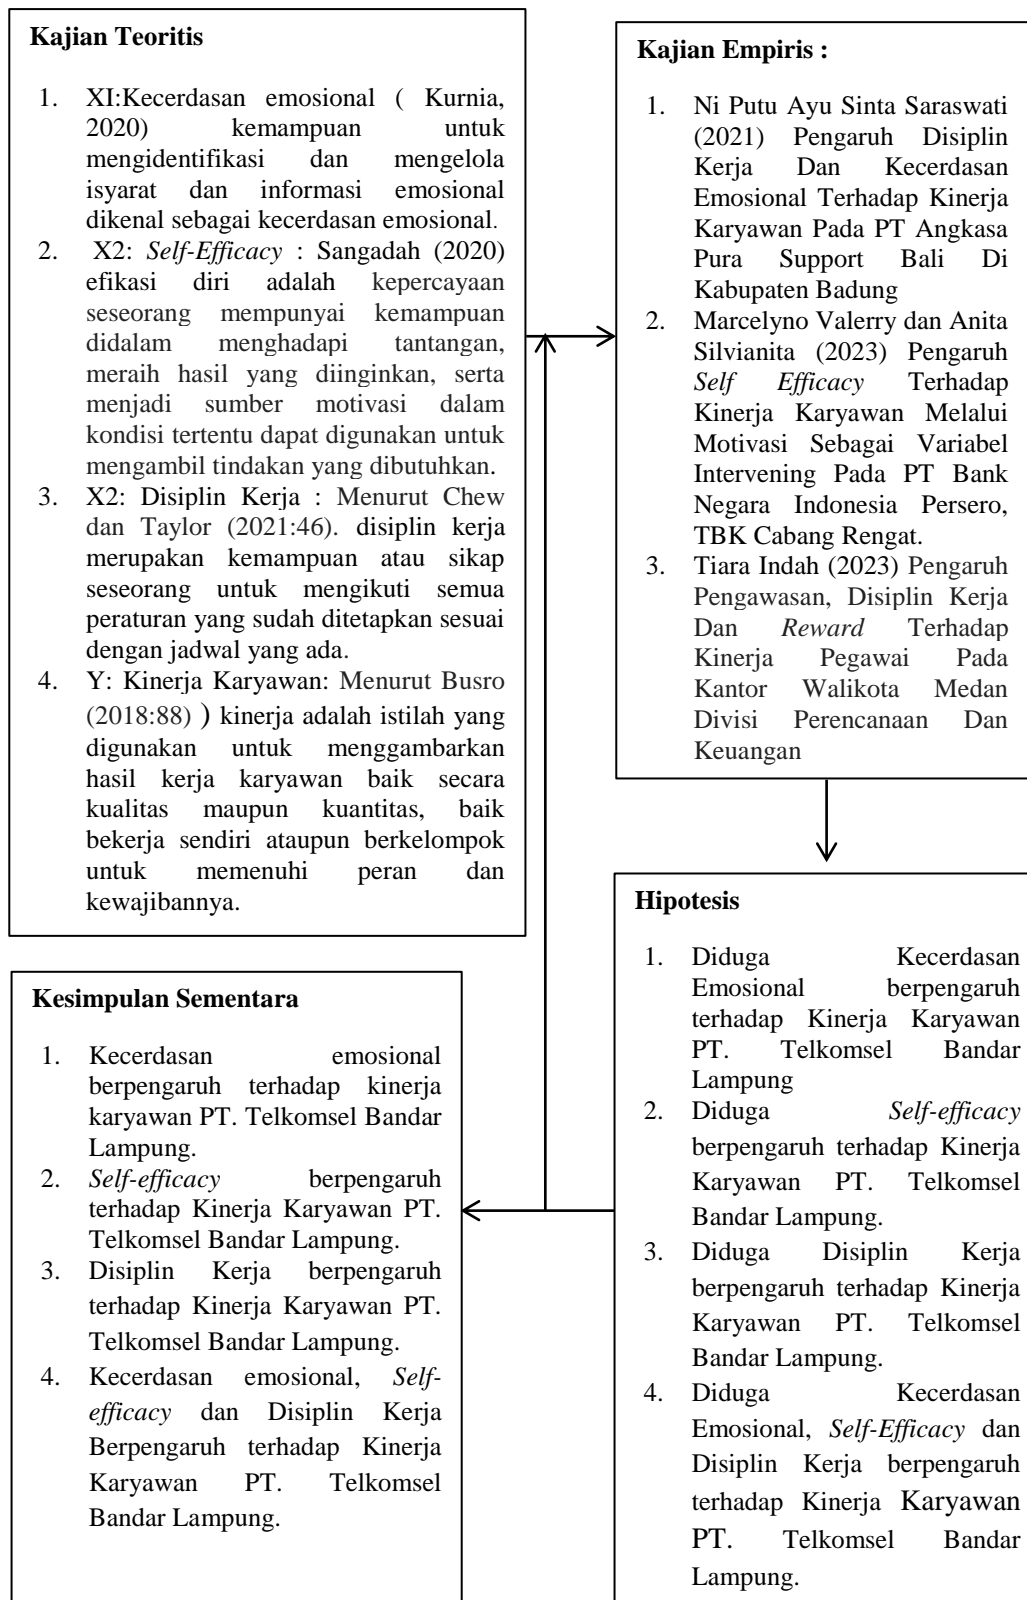 Kajian Teoritis
1. XI:Kecerdasan emosional ( Kurnia,
2020) kemampuan untuk
mengidentifikasi dan mengelola
isyarat dan informasi emosional
dikenal sebagai kecerdasan emosional.
2. X2: Self-Efficacy : Sangadah (2020)
efikasi diri adalah kepercayaan
seseorang mempunyai kemampuan
didalam menghadapi tantangan,
meraih hasil yang diinginkan, serta
menjadi sumber motivasi dalam
kondisi tertentu dapat digunakan untuk
mengambil tindakan yang dibutuhkan.
3. X2: Disiplin Kerja : Menurut Chew
dan Taylor (2021:46). disiplin kerja
merupakan kemampuan atau sikap
seseorang untuk mengikuti semua
peraturan yang sudah ditetapkan sesuai
dengan jadwal yang ada.
4. Y: Kinerja Karyawan: Menurut Busro
(2018:88) ) kinerja adalah istilah yang
digunakan untuk menggambarkan
hasil kerja karyawan baik secara
kualitas maupun kuantitas, baik
bekerja sendiri ataupun berkelompok
untuk memenuhi peran dan
kewajibannya.
Kajian Empiris :
1. Ni Putu Ayu Sinta Saraswati
(2021) Pengaruh Disiplin
Kerja Dan Kecerdasan
Emosional Terhadap Kinerja
Karyawan Pada PT Angkasa
Pura Support Bali Di
Kabupaten Badung
2. Marcelyno Valerry dan Anita
Silvianita (2023) Pengaruh
Self Efficacy Terhadap
Kinerja Karyawan Melalui
Motivasi Sebagai Variabel
Intervening Pada PT Bank
Negara Indonesia Persero,
TBK Cabang Rengat.
3. Tiara Indah (2023) Pengaruh
Pengawasan, Disiplin Kerja
Dan Reward Terhadap
Kinerja Pegawai Pada
Kantor Walikota Medan
Divisi Perencanaan Dan
Keuangan
Hipotesis
1. Diduga Kecerdasan
Emosional berpengaruh
terhadap Kinerja Karyawan
PT. Telkomsel Bandar
Lampung
2. Diduga Self-efficacy
berpengaruh terhadap Kinerja
Karyawan PT. Telkomsel
Bandar Lampung.
3. Diduga Disiplin Kerja
berpengaruh terhadap Kinerja
Karyawan PT. Telkomsel
Bandar Lampung.
4. Diduga Kecerdasan
Emosional, Self-Efficacy dan
Disiplin Kerja berpengaruh
terhadap Kinerja Karyawan
PT. Telkomsel Bandar
Lampung.
Kesimpulan Sementara
1. Kecerdasan emosional
berpengaruh terhadap kinerja
karyawan PT. Telkomsel Bandar
Lampung.
2. Self-efficacy berpengaruh
terhadap Kinerja Karyawan PT.
Telkomsel Bandar Lampung.
3. Disiplin Kerja berpengaruh
terhadap Kinerja Karyawan PT.
Telkomsel Bandar Lampung.
4. Kecerdasan emosional, Self-
efficacy dan Disiplin Kerja
Berpengaruh terhadap Kinerja
Karyawan PT. Telkomsel
Bandar Lampung.